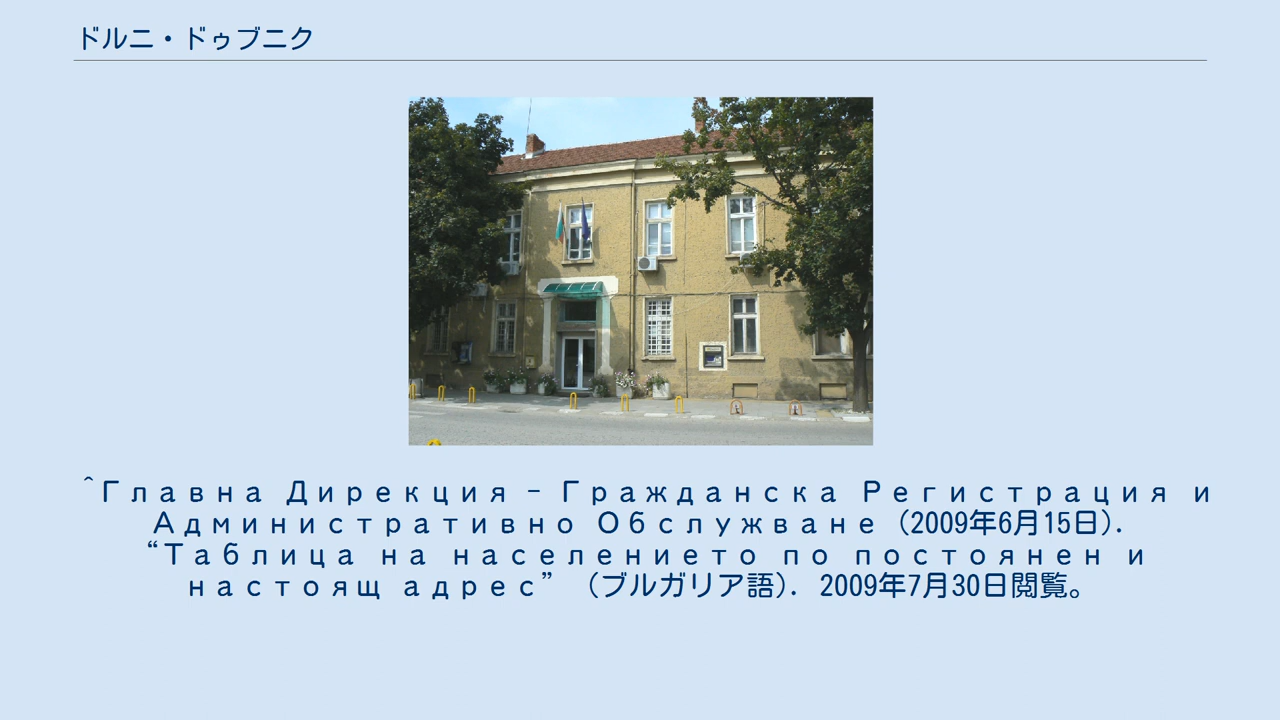 ドルニ・ドゥブニク
^Главна Дирекция - Гражданска Регистрация и
Административно Обслужване (2009年6月15日).
“Таблица на населението по постоянен и
настоящ адрес” (ブルガリア語). 2009年7月30日閲覧。